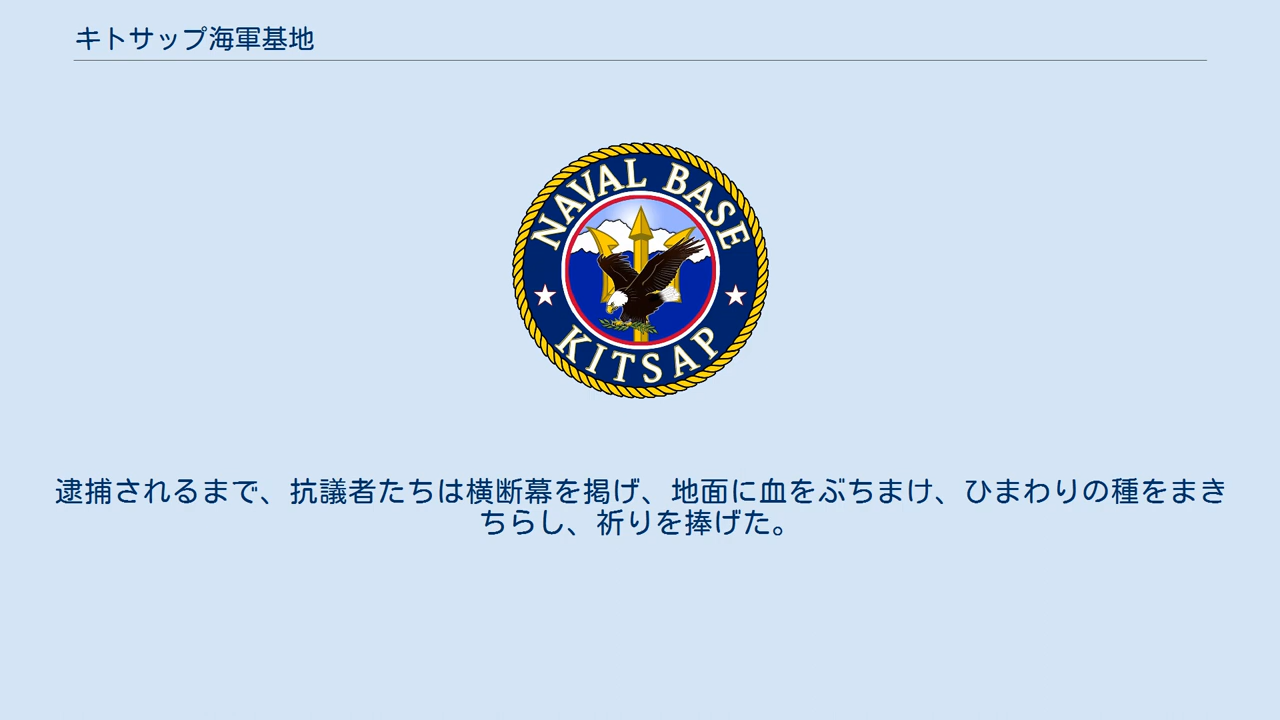 キトサップ海軍基地
NAVAL BASE
KITSAP
逮捕されるまで、抗議者たちは横断幕を掲げ、地面に血をぶちまけ、ひまわりの種をまき
ちらし、祈りを捧げた。